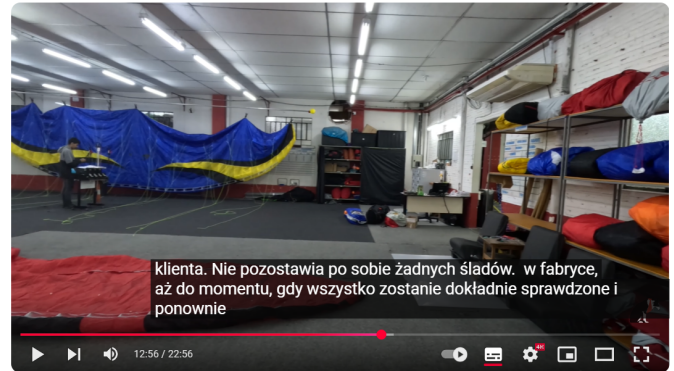 klienta. Nie pozostawia po sobie żadnych śladów.  w fabryce,
aż do momentu, gdy wszystko zostanie dokładnie sprawdzone i
ponownie
12:56 / 22:56
4K